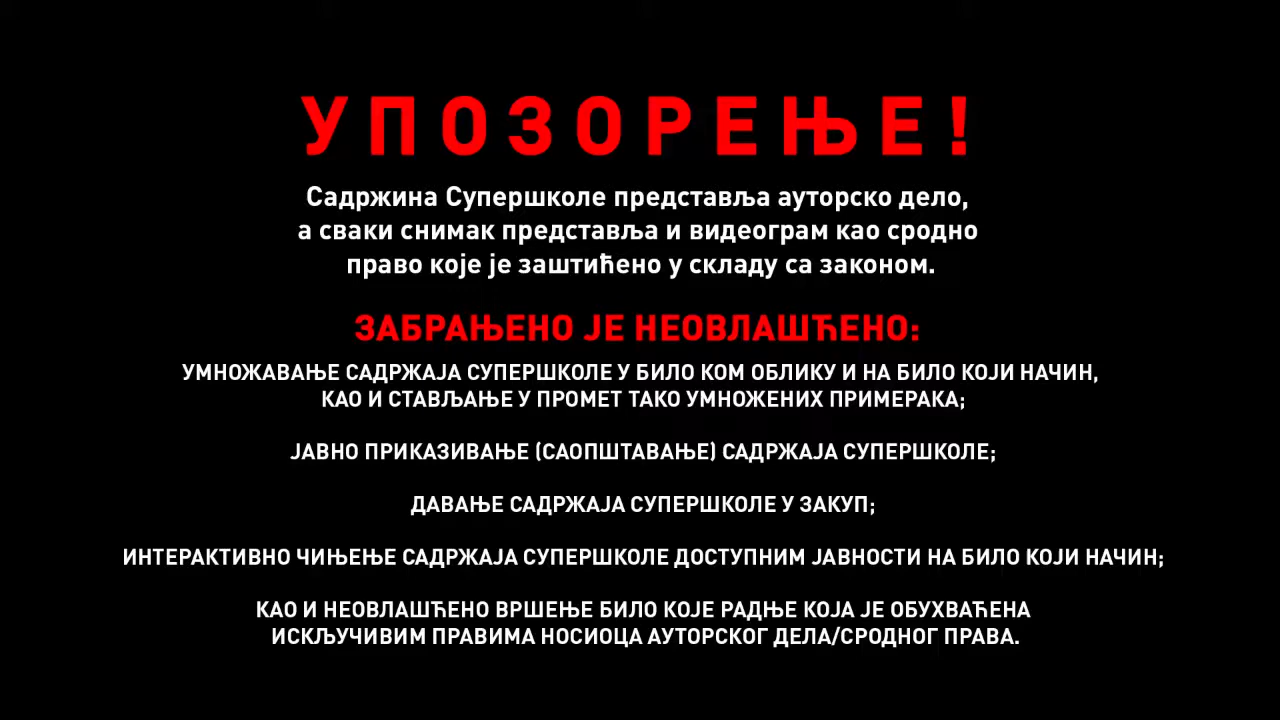 УПОЗОРЕЊЕ!
Садржина Супершколе представља ауторско дело,
а сваки снимак представља и видеограм као сродно
право које је заштићено у складу са законом.
ЗАБРАЊЕНО ЈЕ НЕОВЛАШЋЕНО:
УМНОЖАВАЊЕ САДРЖАЈА СУПЕРШКОЛЕ У БИЛО КОМ ОБЛИКУ И НА БИЛО КОЈИ НАЧИН,
КАО И СТАВЉАЊЕ У ПРОМЕТ ТАКО УМНОЖЕНИХ ПРИМЕРАКА;
ЈАВНО ПРИКАЗИВАЊЕ (САОПШТАВАЊЕ) САДРЖАЈА СУПЕРШКОЛЕ;
ДАВАЊЕ САДРЖАЈА СУПЕРШКОЛЕ У ЗАКУП;
ИНТЕРАКТИВНО ЧИЊЕЊЕ САДРЖАЈА СУПЕРШКОЛЕ ДОСТУПНИМ ЈАВНОСТИ НА БИЛО КОЈИ НАЧИН;
КАО И НЕОВЛАШЋЕНО ВРШЕЊЕ БИЛО КОЈЕ РАДЊЕ КОЈА ЈЕ ОБУХВАЋЕНА
ИСКЉУЧИВИМ ПРАВИМА НОСИОЦА АУТОРСКОГ ДЕЛА/СРОДНОГ ПРАВА.